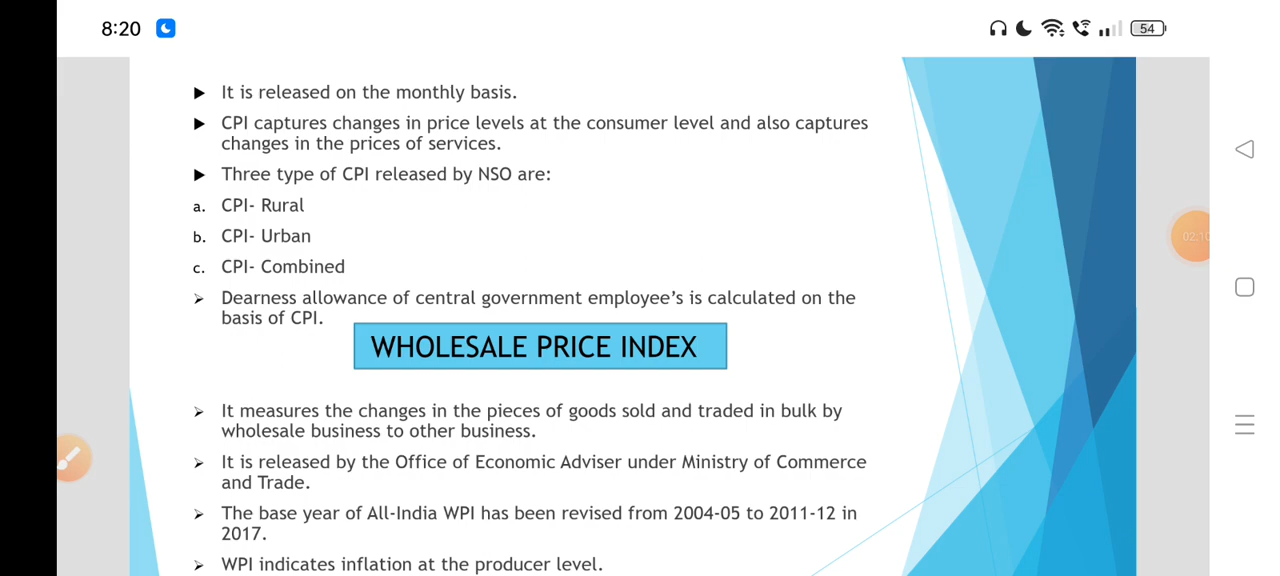 8:20
54
It is released on the monthly basis.
CPI captures changes in price levels at the consumer level and also captures
changes in the prices of services.
Three type of CPI released by NSO are:
a. CPI- Rural
b. CPI- Urban
c. CPI- Combined
Dearness allowance of central government employee's is calculated on the
basis of CPI.
WHOLESALE PRICE INDEX
It measures the changes in the pieces of goods sold and traded in bulk by
wholesale business to other business.
It is released by the Office of Economic Adviser under Ministry of Commerce
and Trade.
The base year of All-India WPI has been revised from 2004-05 to 2011-12 in
2017.
WPI indicates inflation at the producer level.
02:10